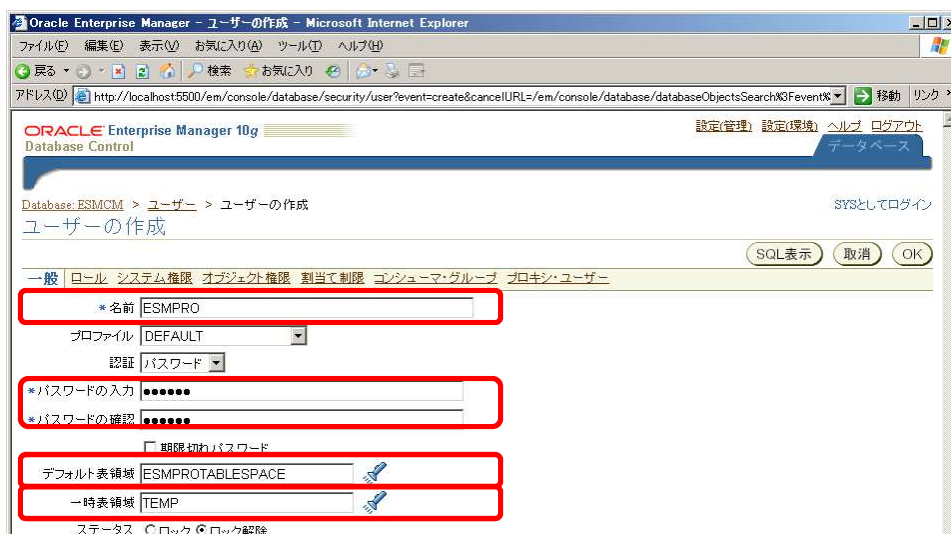 Oracle Enterprise Manager - ユーザーの作成 - Microsoft Internet Explorer
ファイル(F) 編集(E) 表示(V) お気に入り(A) ツール(T) ヘルプ(H)
戻る 検索 お気に入り
アドレス(D) http://localhost:5500/em/console/database/security/user?event=create&cancelURL=/em/console/database/databaseObjectsSearch%3Fevent% 移動 リンク »
ORACLE Enterprise Manager 10g
Database Control
設定(管理) 設定(環境) ヘルプ ログアウト
データベース
Database: ESMCM > ユーザー > ユーザーの作成
SYSとしてログイン
ユーザーの作成
SQL表示 取消 OK
一般 ロール システム権限 オブジェクト権限 割当て制限 コンシューマ・グループ プロキシ・ユーザー
* 名前 ESMPRO
プロファイル DEFAULT
認証 パスワード
* パスワードの入力 ●●●●●●
* パスワードの確認 ●●●●●●
期限切れパスワード
デフォルト表領域 ESMPROTABLESPACE
一時表領域 TEMP
ステータス ロック ロック解除